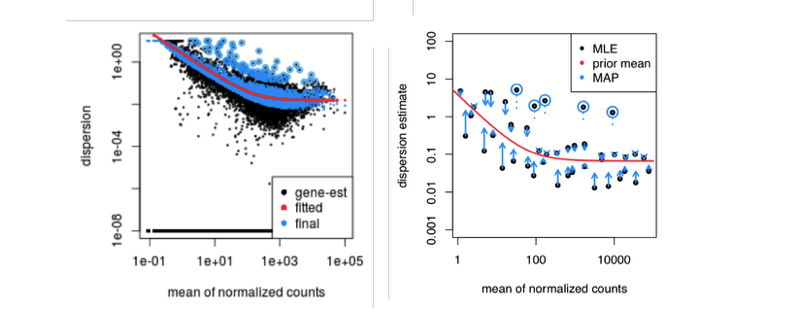 1e+00
1e-04
1e-08
dispersion
gene-est
fitted
final
1e-01 1e+01 1e+03 1e+05
mean of normalized counts
100
10
1
0.1
0.01
0.001
dispersion estimate
MLE
prior mean
MAP
1 100 10000
mean of normalized counts